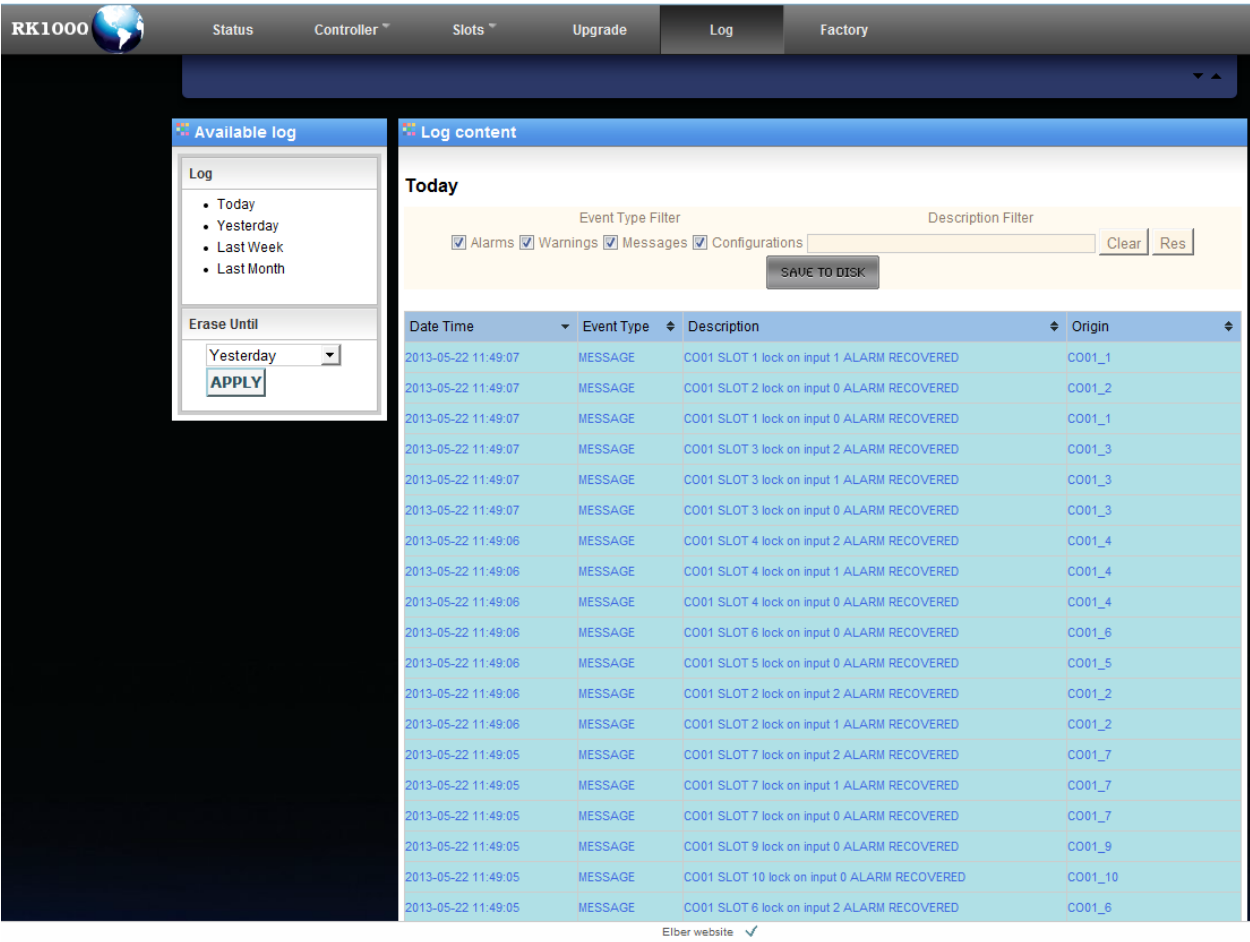 RK1000 Status Controller Slots Upgrade Log Factory
Available log
Log
Today
Yesterday
Last Week
Last Month
Erase Until
Yesterday
APPLY
Log content
Today
Event Type Filter Description Filter
Alarms Warnings Messages Configurations Clear Res
SAVE TO DISK
Date Time Event Type Description Origin
2013-05-22 11:49:07 MESSAGE CO01 SLOT 1 lock on input 1 ALARM RECOVERED CO01_1
2013-05-22 11:49:07 MESSAGE CO01 SLOT 2 lock on input 0 ALARM RECOVERED CO01_2
2013-05-22 11:49:07 MESSAGE CO01 SLOT 1 lock on input 0 ALARM RECOVERED CO01_1
2013-05-22 11:49:07 MESSAGE CO01 SLOT 3 lock on input 2 ALARM RECOVERED CO01_3
2013-05-22 11:49:07 MESSAGE CO01 SLOT 3 lock on input 1 ALARM RECOVERED CO01_3
2013-05-22 11:49:07 MESSAGE CO01 SLOT 3 lock on input 0 ALARM RECOVERED CO01_3
2013-05-22 11:49:06 MESSAGE CO01 SLOT 4 lock on input 2 ALARM RECOVERED CO01_4
2013-05-22 11:49:06 MESSAGE CO01 SLOT 4 lock on input 1 ALARM RECOVERED CO01_4
2013-05-22 11:49:06 MESSAGE CO01 SLOT 4 lock on input 0 ALARM RECOVERED CO01_4
2013-05-22 11:49:06 MESSAGE CO01 SLOT 6 lock on input 0 ALARM RECOVERED CO01_6
2013-05-22 11:49:06 MESSAGE CO01 SLOT 5 lock on input 0 ALARM RECOVERED CO01_5
2013-05-22 11:49:06 MESSAGE CO01 SLOT 2 lock on input 2 ALARM RECOVERED CO01_2
2013-05-22 11:49:06 MESSAGE CO01 SLOT 2 lock on input 1 ALARM RECOVERED CO01_2
2013-05-22 11:49:05 MESSAGE CO01 SLOT 7 lock on input 2 ALARM RECOVERED CO01_7
2013-05-22 11:49:05 MESSAGE CO01 SLOT 7 lock on input 1 ALARM RECOVERED CO01_7
2013-05-22 11:49:05 MESSAGE CO01 SLOT 7 lock on input 0 ALARM RECOVERED CO01_7
2013-05-22 11:49:05 MESSAGE CO01 SLOT 9 lock on input 0 ALARM RECOVERED CO01_9
2013-05-22 11:49:05 MESSAGE CO01 SLOT 10 lock on input 0 ALARM RECOVERED CO01_10
2013-05-22 11:49:05 MESSAGE CO01 SLOT 6 lock on input 2 ALARM RECOVERED CO01_6
Elber website